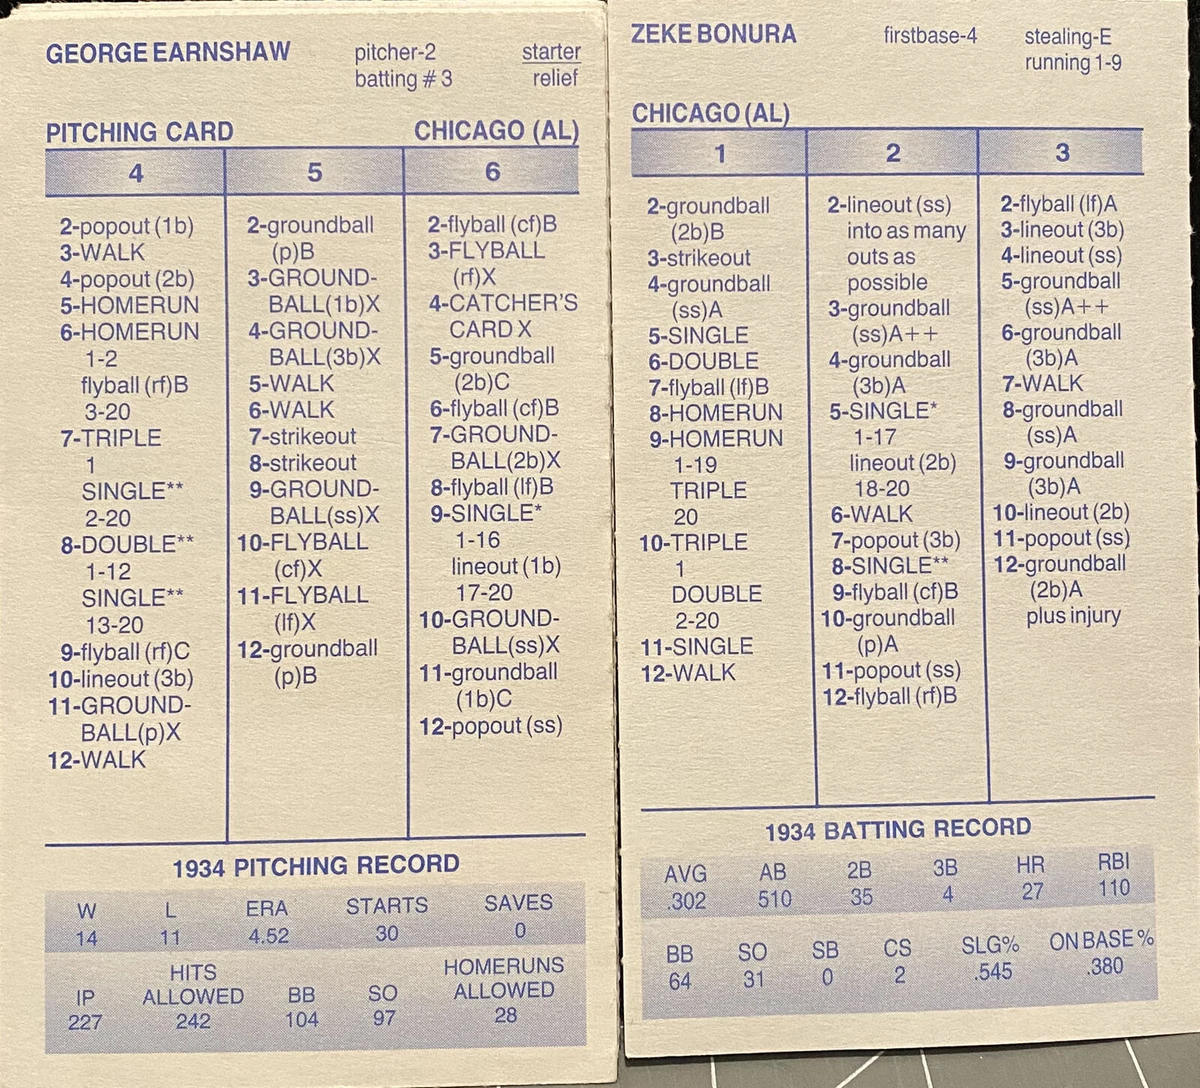 GEORGE EARNSHAW pitcher-2 starter
batting # 3 relief
PITCHING CARD CHICAGO (AL)
4 5 6
2-popout (1b)
3-WALK
4-popout (2b)
5-HOMERUN
6-HOMERUN
1-2
flyball (rf)B
3-20
7-TRIPLE
1
SINGLE**
2-20
8-DOUBLE**
1-12
SINGLE**
13-20
9-flyball (rf)C
10-lineout (3b)
11-GROUND-
BALL(p)X
12-WALK
2-groundball
(p)B
3-GROUND-
BALL(1b)X
4-GROUND-
BALL(3b)X
5-WALK
6-WALK
7-strikeout
8-strikeout
9-GROUND-
BALL(ss)X
10-FLYBALL
(cf)X
11-FLYBALL
(lf)X
12-groundball
(p)B
2-flyball (cf)B
3-FLYBALL
(rf)X
4-CATCHER'S
CARD X
5-groundball
(2b)C
6-flyball (cf)B
7-GROUND-
BALL(2b)X
8-flyball (lf)B
9-SINGLE*
1-16
lineout (1b)
17-20
10-GROUND-
BALL(ss)X
11-groundball
(1b)C
12-popout (ss)
1934 PITCHING RECORD
W L ERA STARTS SAVES
14 11 4.52 30 0
IP HITS ALLOWED BB SO HOMERUNS ALLOWED
227 242 104 97 28
ZEKE BONURA firstbase-4 stealing-E
running 1-9
CHICAGO (AL)
1 2 3
2-groundball
(2b)B
3-strikeout
4-groundball
(ss)A
5-SINGLE
6-DOUBLE
7-flyball (lf)B
8-HOMERUN
9-HOMERUN
1-19
TRIPLE
20
10-TRIPLE
1
DOUBLE
2-20
11-SINGLE
12-WALK
2-lineout (ss)
into as many
outs as
possible
3-groundball
(ss)A++
4-groundball
(3b)A
5-SINGLE*
1-17
lineout (2b)
18-20
6-WALK
7-popout (3b)
8-SINGLE**
9-flyball (cf)B
10-groundball
(p)A
11-popout (ss)
12-flyball (rf)B
2-flyball (lf)A
3-lineout (3b)
4-lineout (ss)
5-groundball
(ss)A++
6-groundball
(3b)A
7-WALK
8-groundball
(ss)A
9-groundball
(3b)A
10-lineout (2b)
11-popout (ss)
12-groundball
(2b)A
plus injury
1934 BATTING RECORD
AVG AB 2B 3B HR RBI
.302 510 35 4 27 110
BB SO SB CS SLG% ON BASE %
64 31 0 2 .545 .380